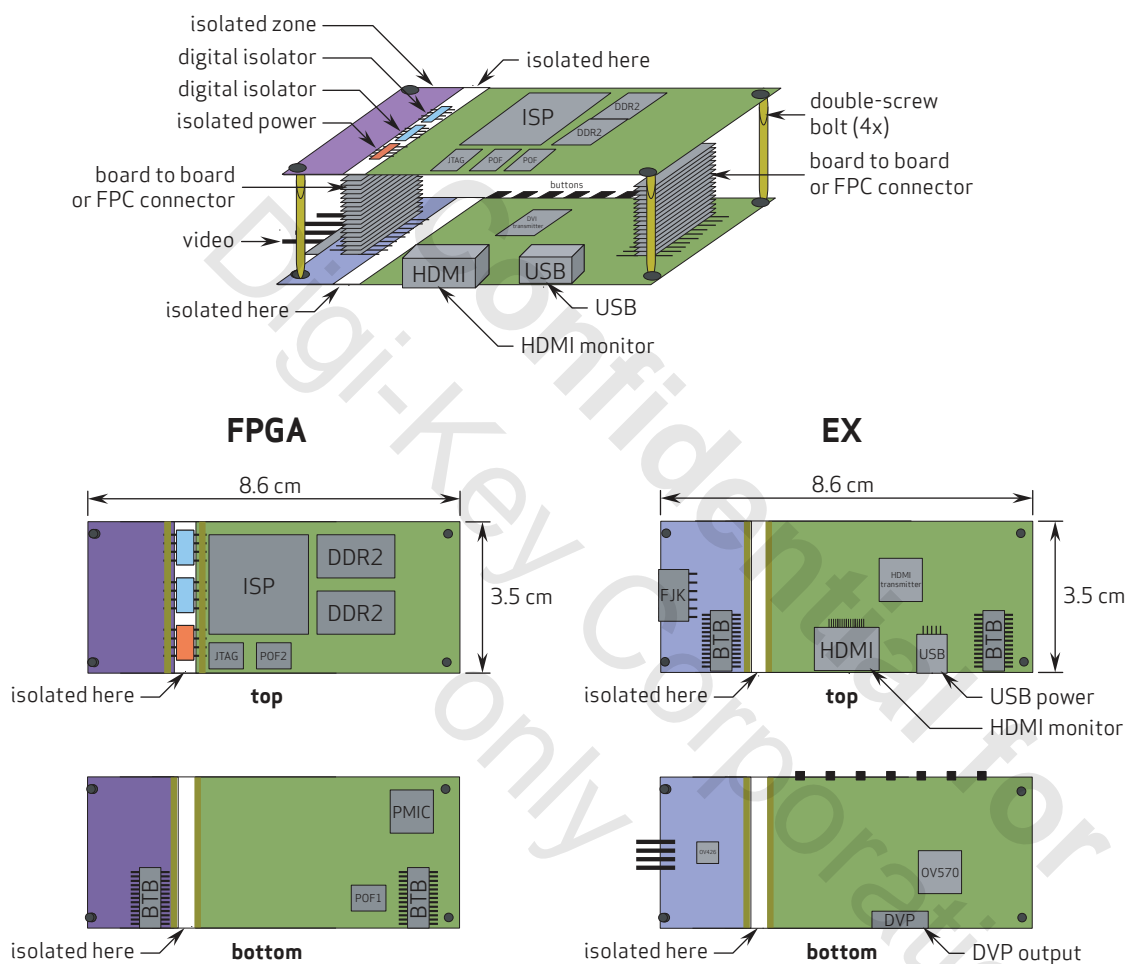 isolated zone
digital isolator
digital isolator
isolated power
isolated here
ISP
DDR2
DDR2
JTAG
POF
POF
double-screw
bolt (4x)
board to board
or FPC connector
board to board
or FPC connector
buttons
DVI
transmitter
video
HDMI
USB
isolated here
USB
HDMI monitor
FPGA
EX
8.6 cm
8.6 cm
ISP
DDR2
DDR2
JTAG
POF2
3.5 cm
isolated here
top
FJK
BTB
HDMI
transmitter
HDMI
USB
BTB
3.5 cm
isolated here
top
USB power
HDMI monitor
BTB
PMIC
POF1
BTB
isolated here
bottom
OV426
OV570
DVP
isolated here
bottom
DVP output
Confidential for
Digi-Key Corporation
only